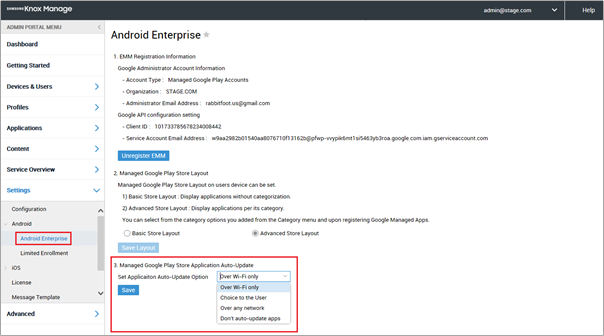 SAMSUNG Knox Manage
admin@stage.com
Help
ADMIN PORTAL MENU
Dashboard
Getting Started
Devices & Users
Profiles
Applications
Content
Service Overview
Settings
Configuration
Android
Android Enterprise
Limited Enrollment
iOS
License
Message Template
Advanced
Android Enterprise
1. EMM Registration Information
Google Administrator Account Information
- Account Type : Managed Google Play Accounts
- Organization : STAGE.COM
- Administrator Email Address : rabbitfoot.us@gmail.com
Google API configuration setting
- Client ID : 101733785678234008442
- Service Account Email Address : w9aa2982b01540aa8076710f13162b@pfwp-vvypik6mt1si5463yb3roa.google.com.iam.gserviceaccount.com
Unregister EMM
2. Managed Google Play Store Layout
Managed Google Play Store Layout on users device can be set.
1) Basic Store Layout : Display applications without categorization.
2) Advanced Store Layout : Display applications per its category.
You can select from the category options you added from the Category menu and upon registering Google Managed Apps.
Basic Store Layout
Advanced Store Layout
Save Layout
3. Managed Google Play Store Application Auto-Update
Set Applicaiton Auto-Update Option
Over Wi-Fi only
Over Wi-Fi only
Choice to the User
Over any network
Don't auto-update apps
Save